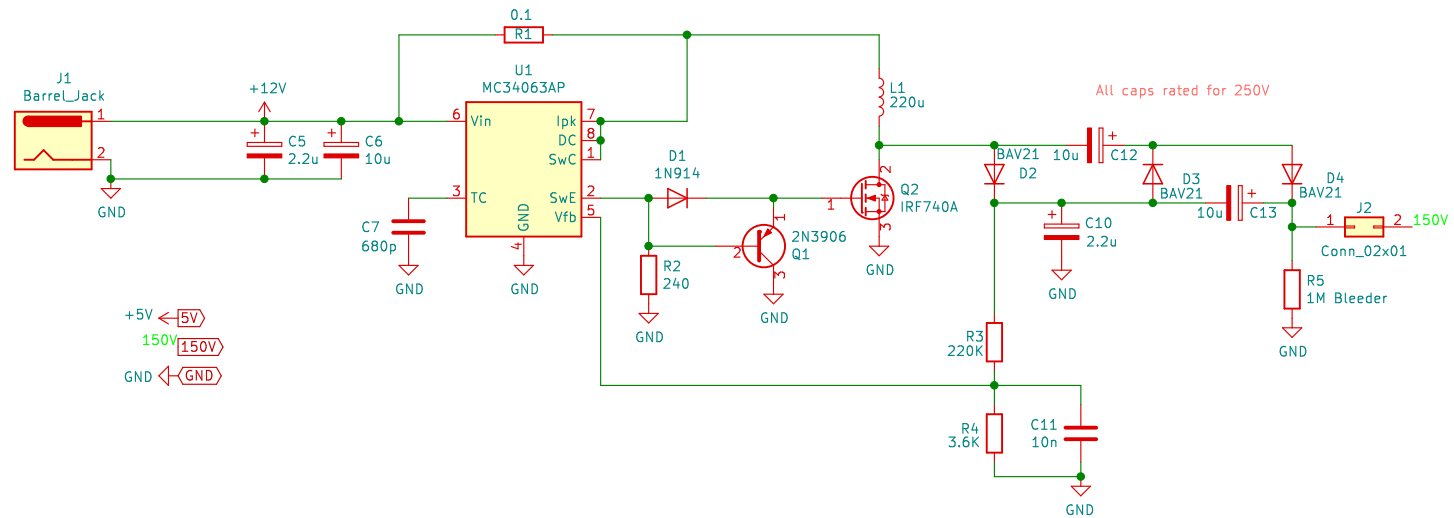 0.1
R1
J1
Barrel_Jack
1
2
GND
+12V
C5
2.2u
C6
10u
U1
MC34063AP
6
Vin
3
TC
GND
4
Ipk
7
DC
8
SwC
1
SwE
2
Vfb
5
C7
680p
GND
GND
D1
1N914
R2
240
GND
1
2
3
2N3906
Q1
GND
L1
220u
1
2
3
Q2
IRF740A
GND
All caps rated for 250V
BAV21
D2
10u
C12
D3
BAV21
10u
C13
D4
BAV21
C10
2.2u
GND
J2
1
2
150V
Conn_02x01
R5
1M Bleeder
GND
R3
220K
R4
3.6K
C11
10n
GND
+5V
5V
150V
150V
GND
GND